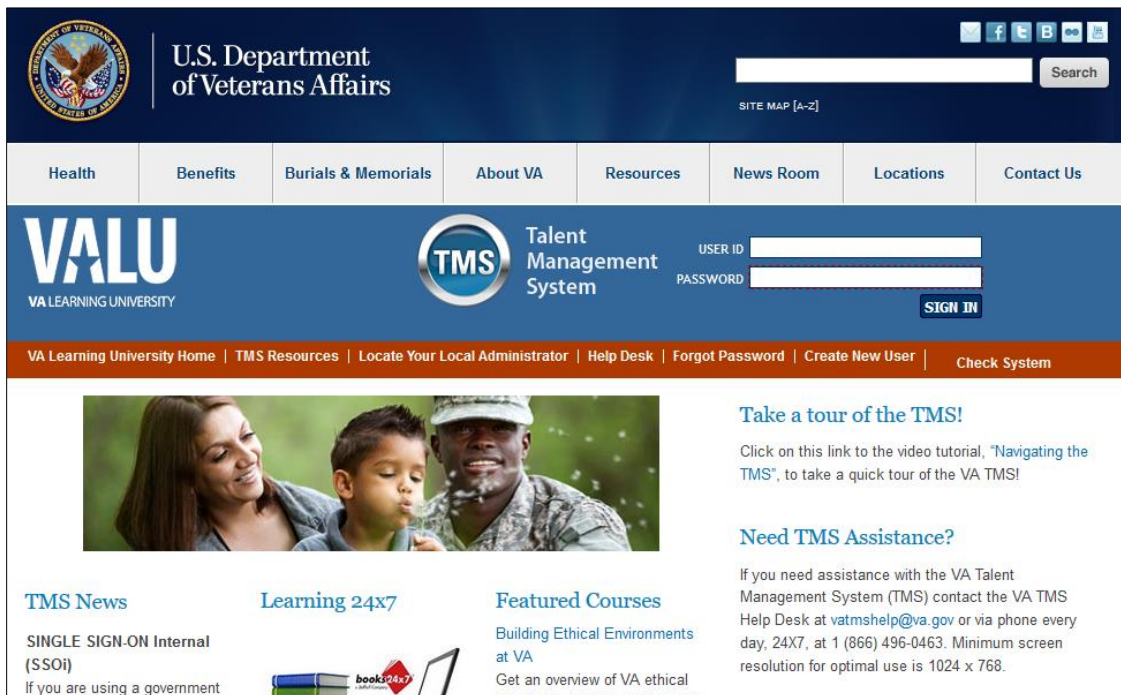 U.S. Department
of Veterans Affairs
Search
SITE MAP [A-Z]
Health
Benefits
Burials & Memorials
About VA
Resources
News Room
Locations
Contact Us
VALU
VA LEARNING UNIVERSITY
TMS
Talent
Management
System
USER ID
PASSWORD
SIGN IN
VA Learning University Home | TMS Resources | Locate Your Local Administrator | Help Desk | Forgot Password | Create New User | Check System
Take a tour of the TMS!
Click on this link to the video tutorial, "Navigating the
TMS", to take a quick tour of the VA TMS!
Need TMS Assistance?
If you need assistance with the VA Talent
Management System (TMS) contact the VA TMS
Help Desk at vatmshelp@va.gov or via phone every
day, 24X7, at 1 (866) 496-0463. Minimum screen
resolution for optimal use is 1024 x 768.
TMS News
SINGLE SIGN-ON Internal
(SSOi)
If you are using a government
Learning 24x7
books24x7
Featured Courses
Building Ethical Environments
at VA
Get an overview of VA ethical